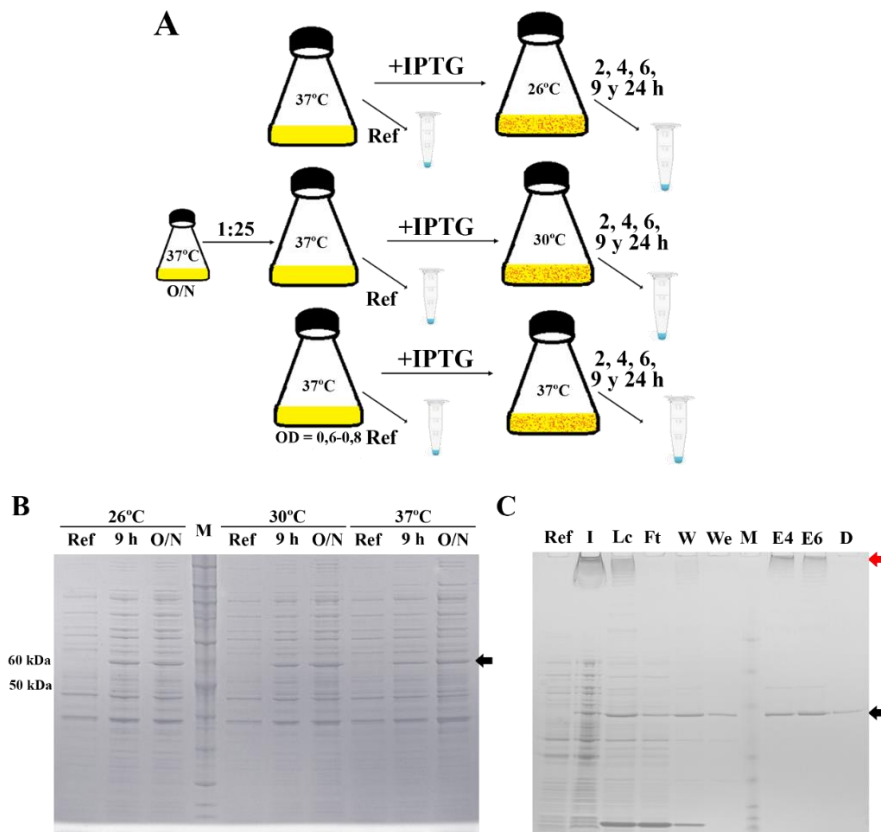 A
37ºC
+IPTG
Ref
26ºC
2, 4, 6,
9 y 24 h
37ºC
O/N
1:25
37ºC
+IPTG
Ref
30ºC
2, 4, 6,
9 y 24 h
37ºC
OD = 0,6-0,8
+IPTG
Ref
37ºC
2, 4, 6,
9 y 24 h
B
26ºC M 30ºC 37ºC
Ref 9 h O/N Ref 9 h O/N Ref 9 h O/N
60 kDa
50 kDa
C
Ref I Lc Ft W We M E4 E6 D